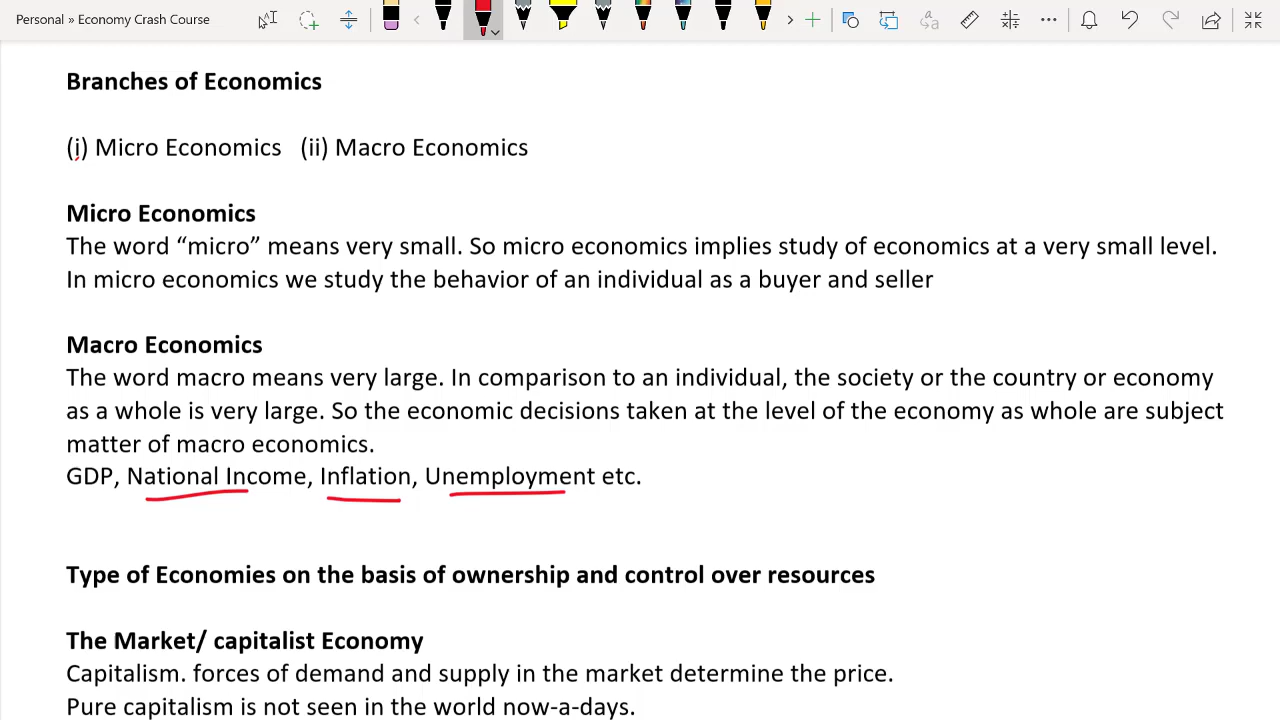 Personal » Economy Crash Course
Branches of Economics
(i) Micro Economics (ii) Macro Economics
Micro Economics
The word “micro” means very small. So micro economics implies study of economics at a very small level.
In micro economics we study the behavior of an individual as a buyer and seller
Macro Economics
The word macro means very large. In comparison to an individual, the society or the country or economy
as a whole is very large. So the economic decisions taken at the level of the economy as whole are subject
matter of macro economics.
GDP, National Income, Inflation, Unemployment etc.
Type of Economies on the basis of ownership and control over resources
The Market/ capitalist Economy
Capitalism. forces of demand and supply in the market determine the price.
Pure capitalism is not seen in the world now-a-days.